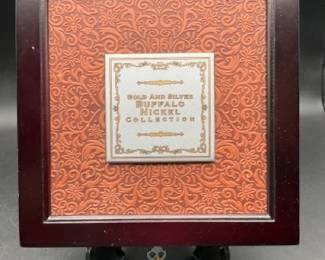 Gold And Silver
Buffalo
Nickel
Collection